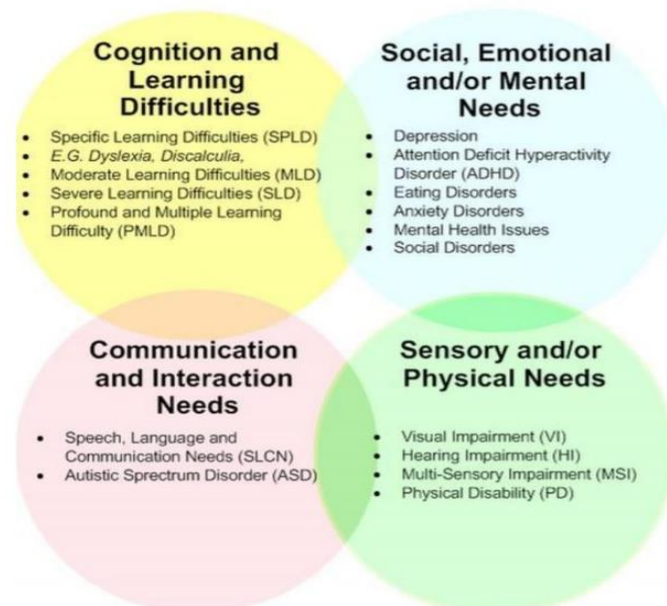 Cognition and
Learning
Difficulties
• Specific Learning Difficulties (SPLD)
• E.G. Dyslexia, Discalculia,
• Moderate Learning Difficulties (MLD)
• Severe Learning Difficulties (SLD)
• Profound and Multiple Learning
Difficulty (PMLD)
Social, Emotional
and/or Mental
Needs
• Depression
• Attention Deficit Hyperactivity
Disorder (ADHD)
• Eating Disorders
• Anxiety Disorders
• Mental Health Issues
• Social Disorders
Communication
and Interaction
Needs
• Speech, Language and
Communication Needs (SLCN)
• Autistic Sprectrum Disorder (ASD)
Sensory and/or
Physical Needs
• Visual Impairment (VI)
• Hearing Impairment (HI)
• Multi-Sensory Impairment (MSI)
• Physical Disability (PD)